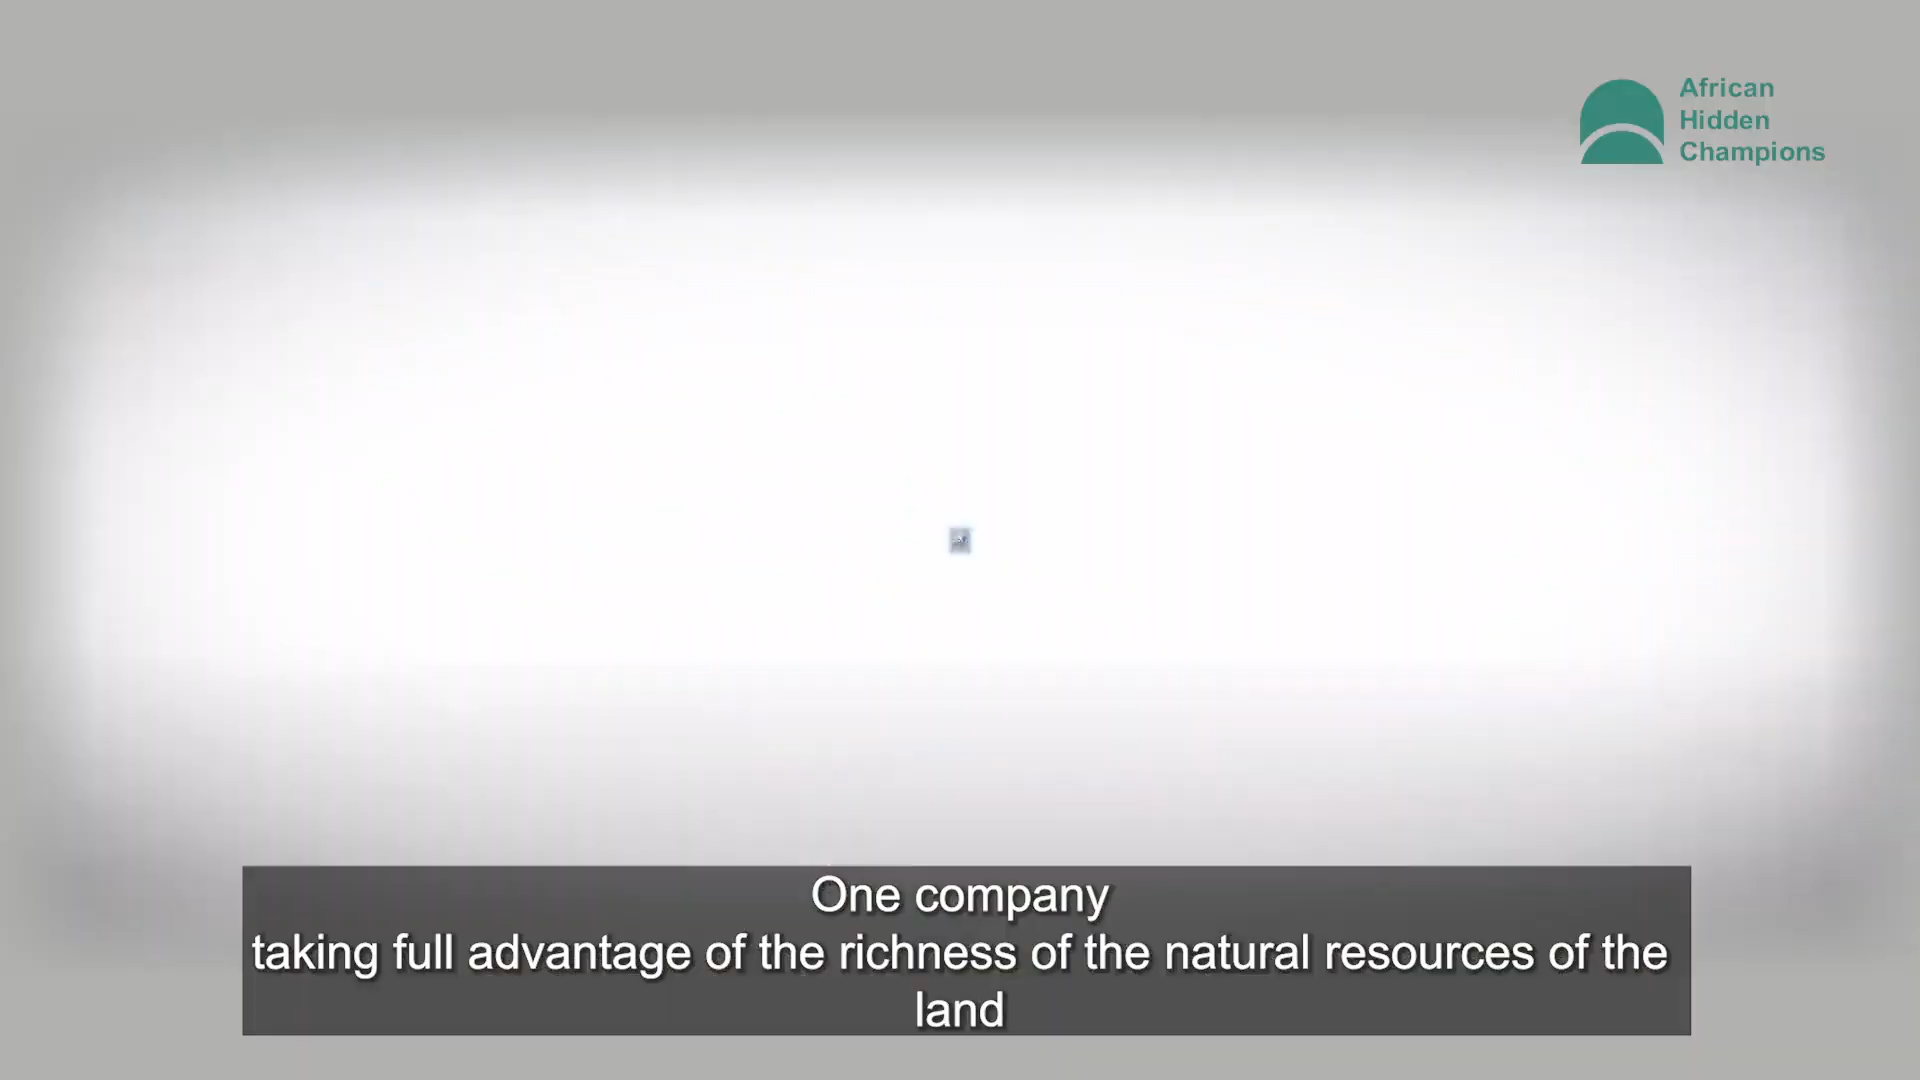 African
Hidden
Champions
One company
taking full advantage of the richness of the natural resources of the
land